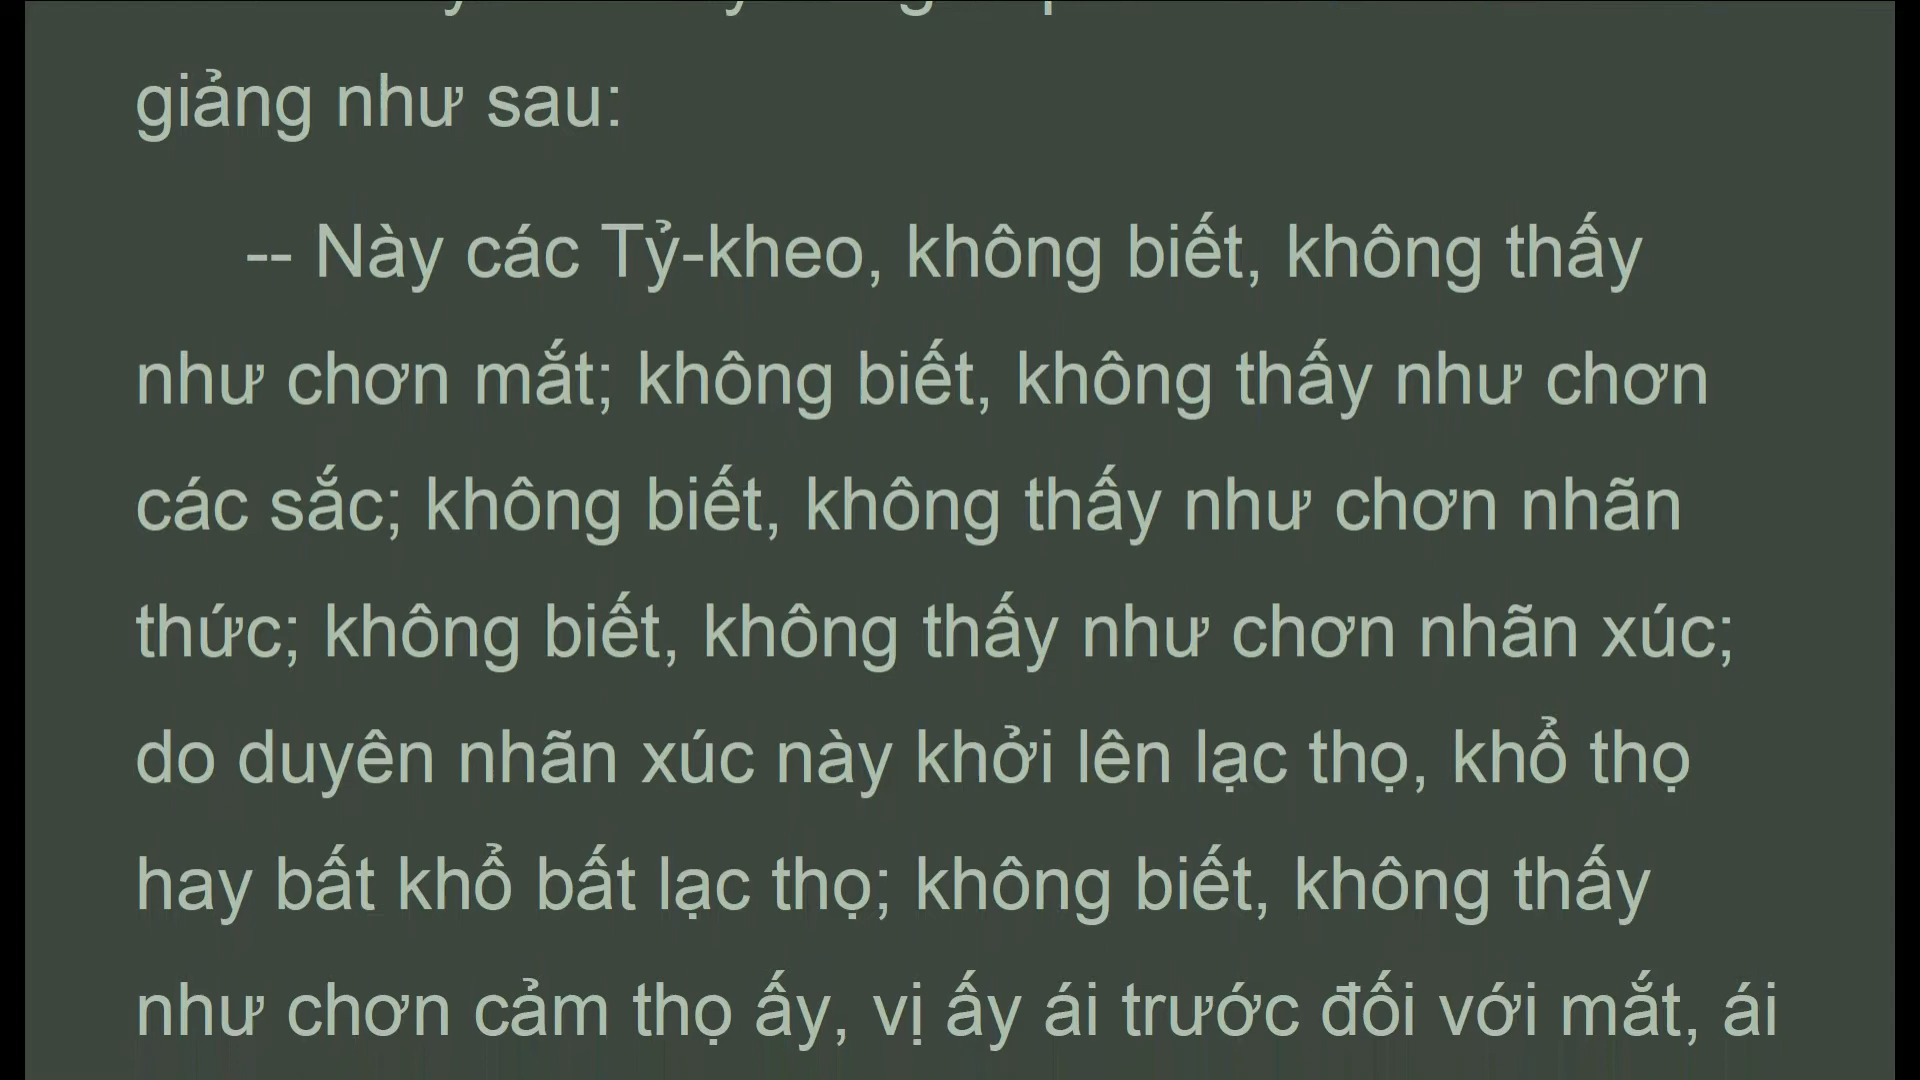 giảng như sau:
-- Này các Tỷ-kheo, không biết, không thấy
như chơn mắt; không biết, không thấy như chơn
các sắc; không biết, không thấy như chơn nhãn
thức; không biết, không thấy như chơn nhãn xúc;
do duyên nhãn xúc này khởi lên lạc thọ, khổ thọ
hay bất khổ bất lạc thọ; không biết, không thấy
như chơn cảm thọ ấy, vị ấy ái trước đối với mắt, ái